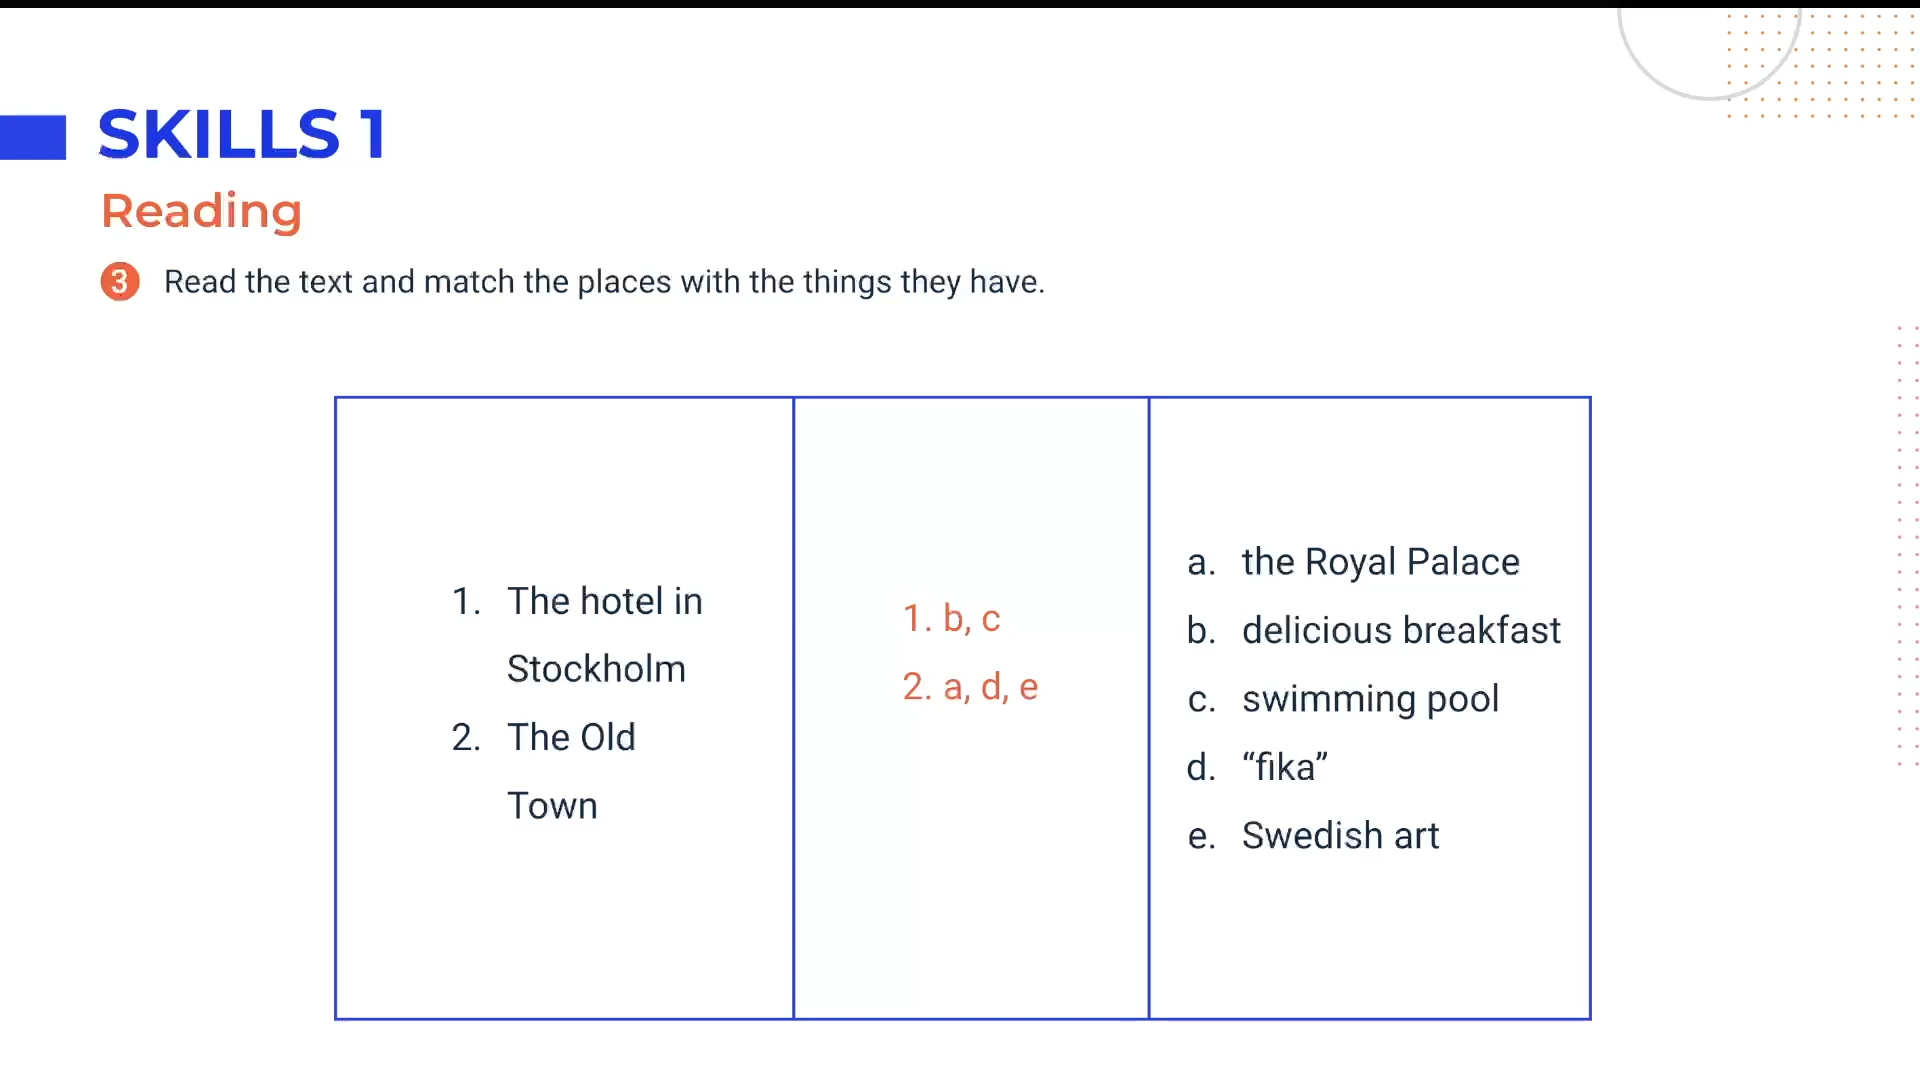 SKILLS 1
Reading
3 Read the text and match the places with the things they have.
1. The hotel in
Stockholm
2. The Old
Town
1. b, c
2. a, d, e
a. the Royal Palace
b. delicious breakfast
c. swimming pool
d. “fika”
e. Swedish art